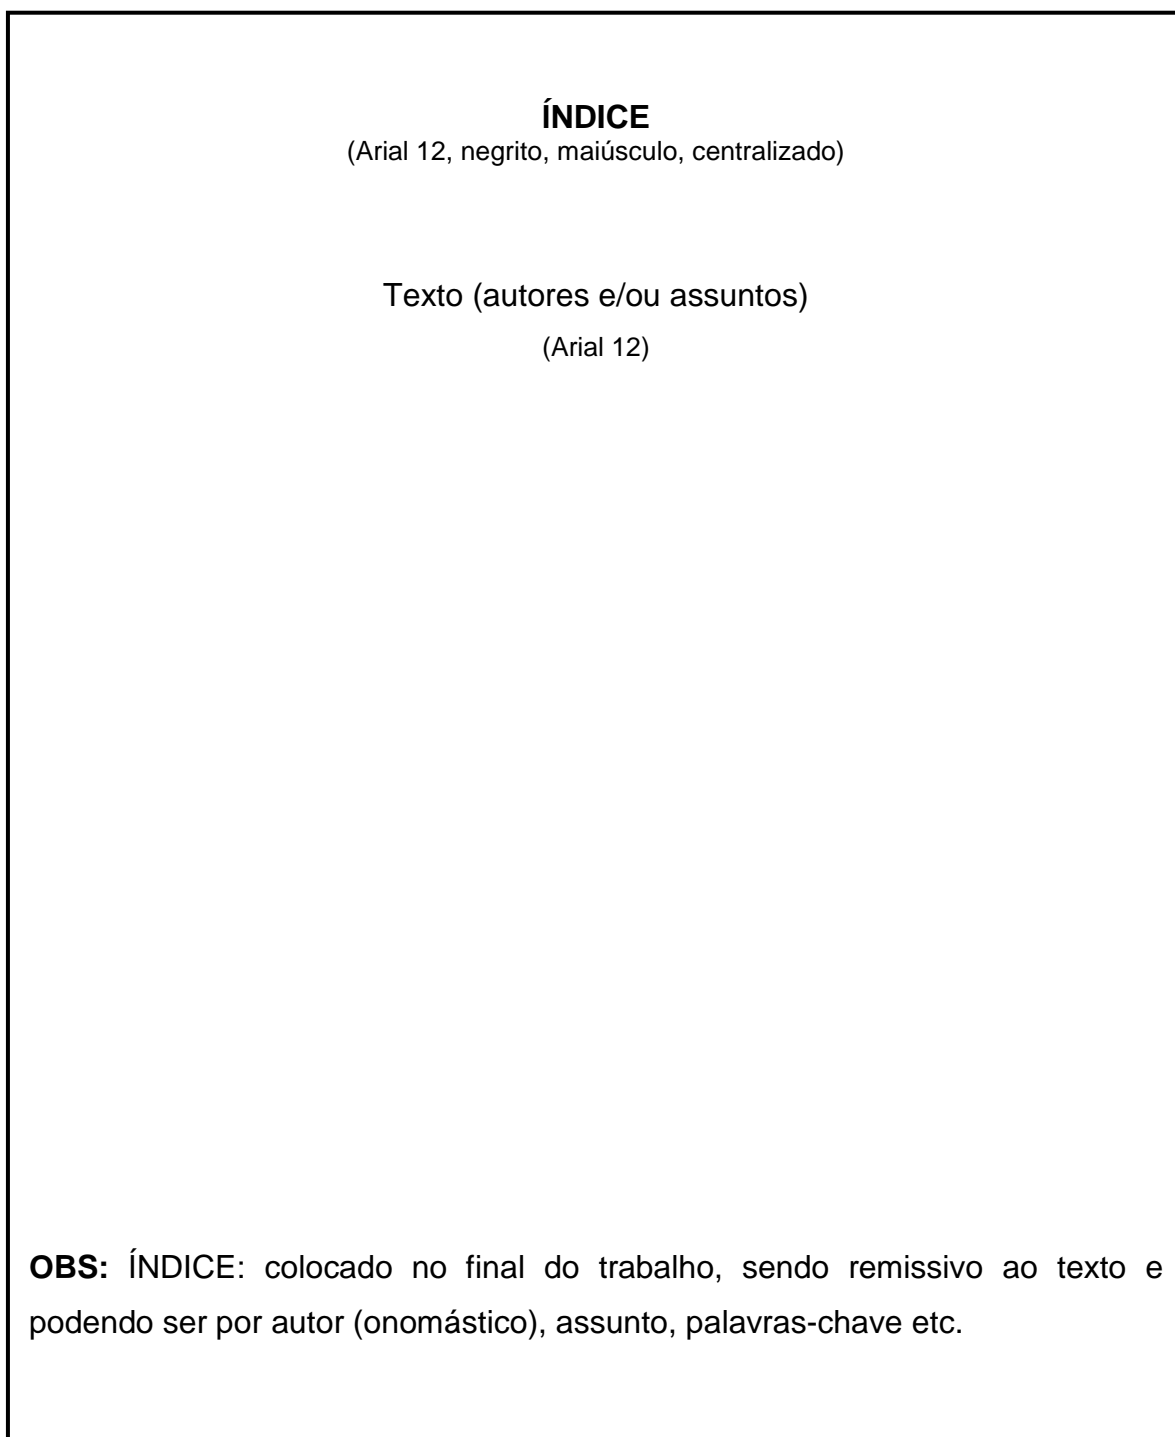 ÍNDICE
(Arial 12, negrito, maiúsculo, centralizado)
Texto (autores e/ou assuntos)
(Arial 12)
OBS: ÍNDICE: colocado no final do trabalho, sendo remissivo ao texto e
podendo ser por autor (onomástico), assunto, palavras-chave etc.